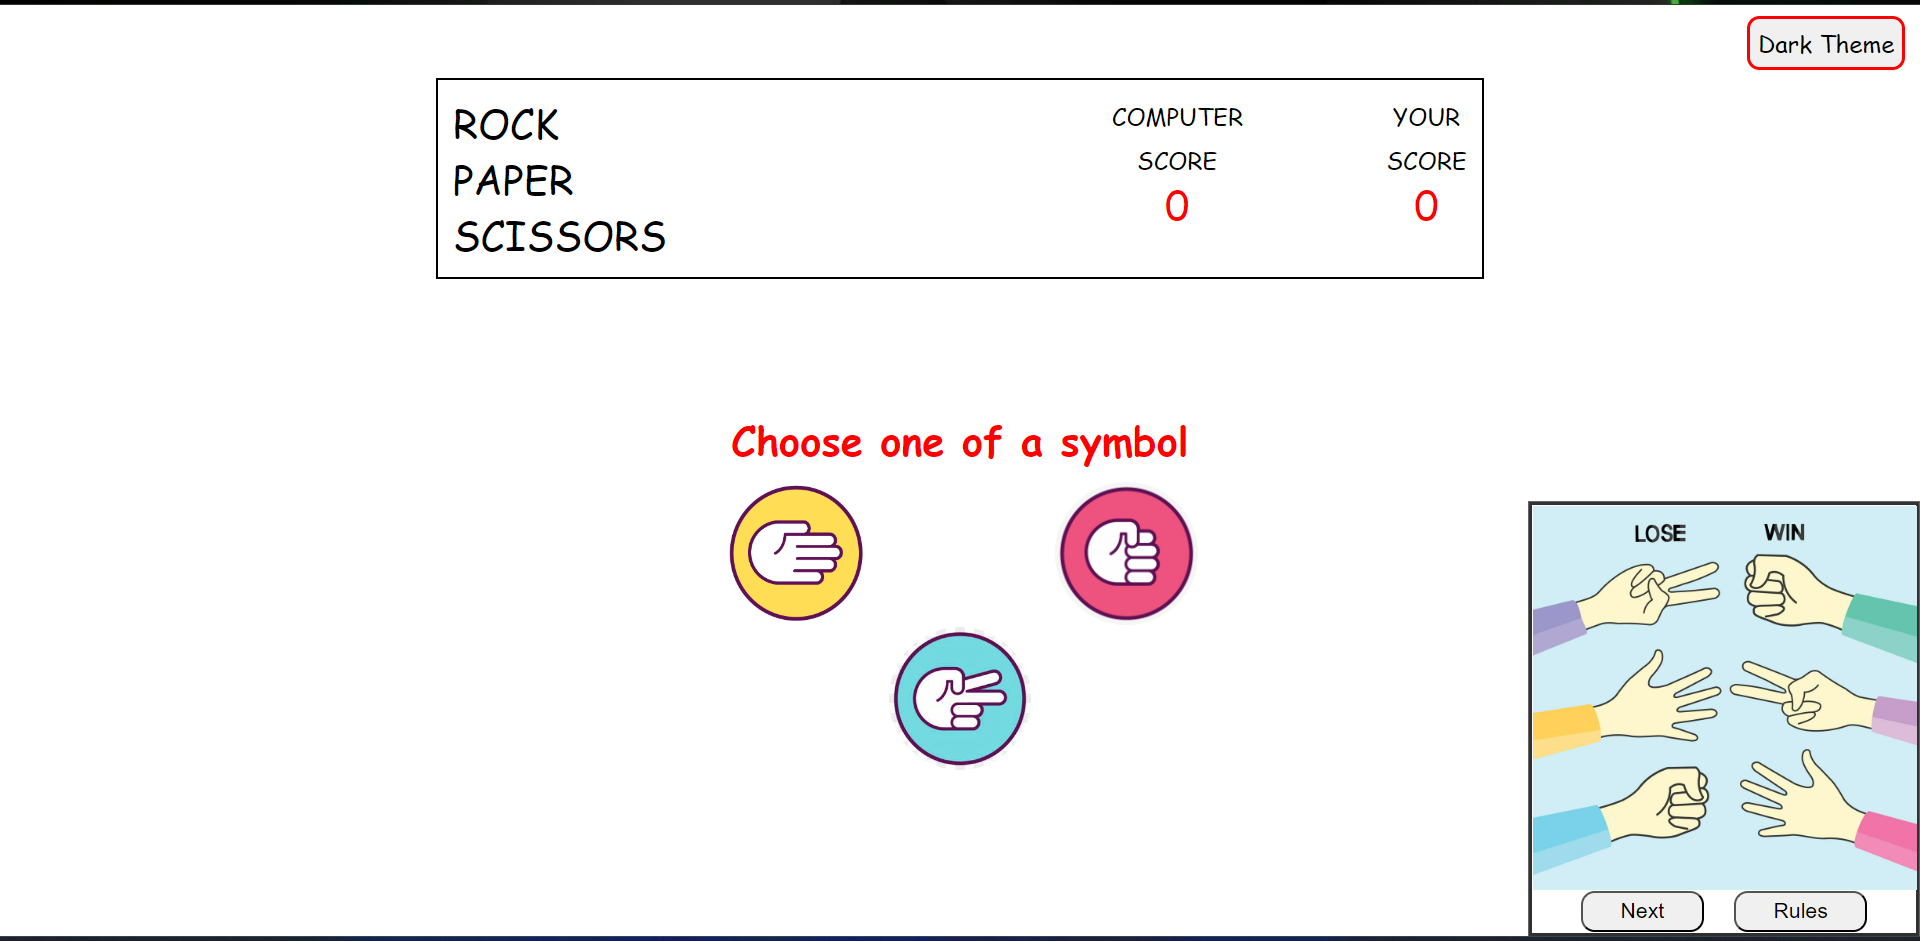 Dark Theme
ROCK
PAPER
SCISSORS
COMPUTER
SCORE
0
YOUR
SCORE
0
Choose one of a symbol
LOSE
WIN
Next
Rules